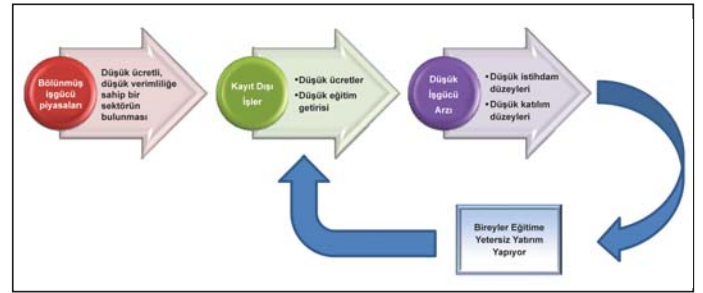 Bölünmüş
işgücü
piyasaları
Düşük ücretli,
düşük verimliliğe
sahip bir
sektörün
bulunması
Kayıt Dışı
İşler
•Düşük ücretler
•Düşük eğitim
getirisi
Düşük
İşgücü
Arzı
•Düşük istihdam
düzeyleri
•Düşük katılım
düzeyleri
Bireyler Eğitime
Yetersiz Yatırım
Yapıyor